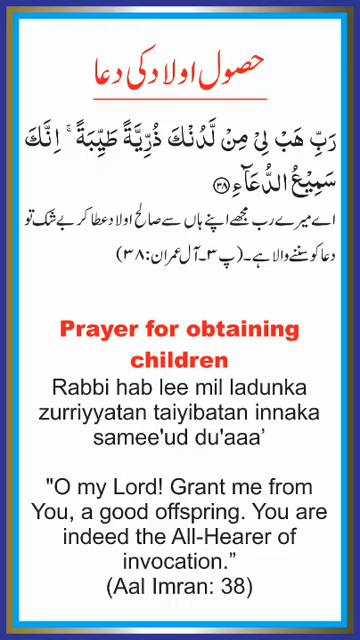 حصول اولاد کی دعا
رَبِّ هَبْ لِیْ مِنْ لَّدُنْكَ ذُرِّیَّةً طَیِّبَةً ۚ اِنَّكَ
سَمِیْعُ الدُّعَآءِ ﴿۳۸﴾
اے میرے رب مجھے اپنے ہاں سے صالح اولاد عطا کر بے شک تو
دعا کو سننے والا ہے۔ (پ ۳۔ آل عمران: ۳۸)
Prayer for obtaining
children
Rabbi hab lee mil ladunka
zurriyyatan taiyibatan innaka
samee'ud du'aaa’
"O my Lord! Grant me from
You, a good offspring. You are
indeed the All-Hearer of
invocation.”
(Aal Imran: 38)